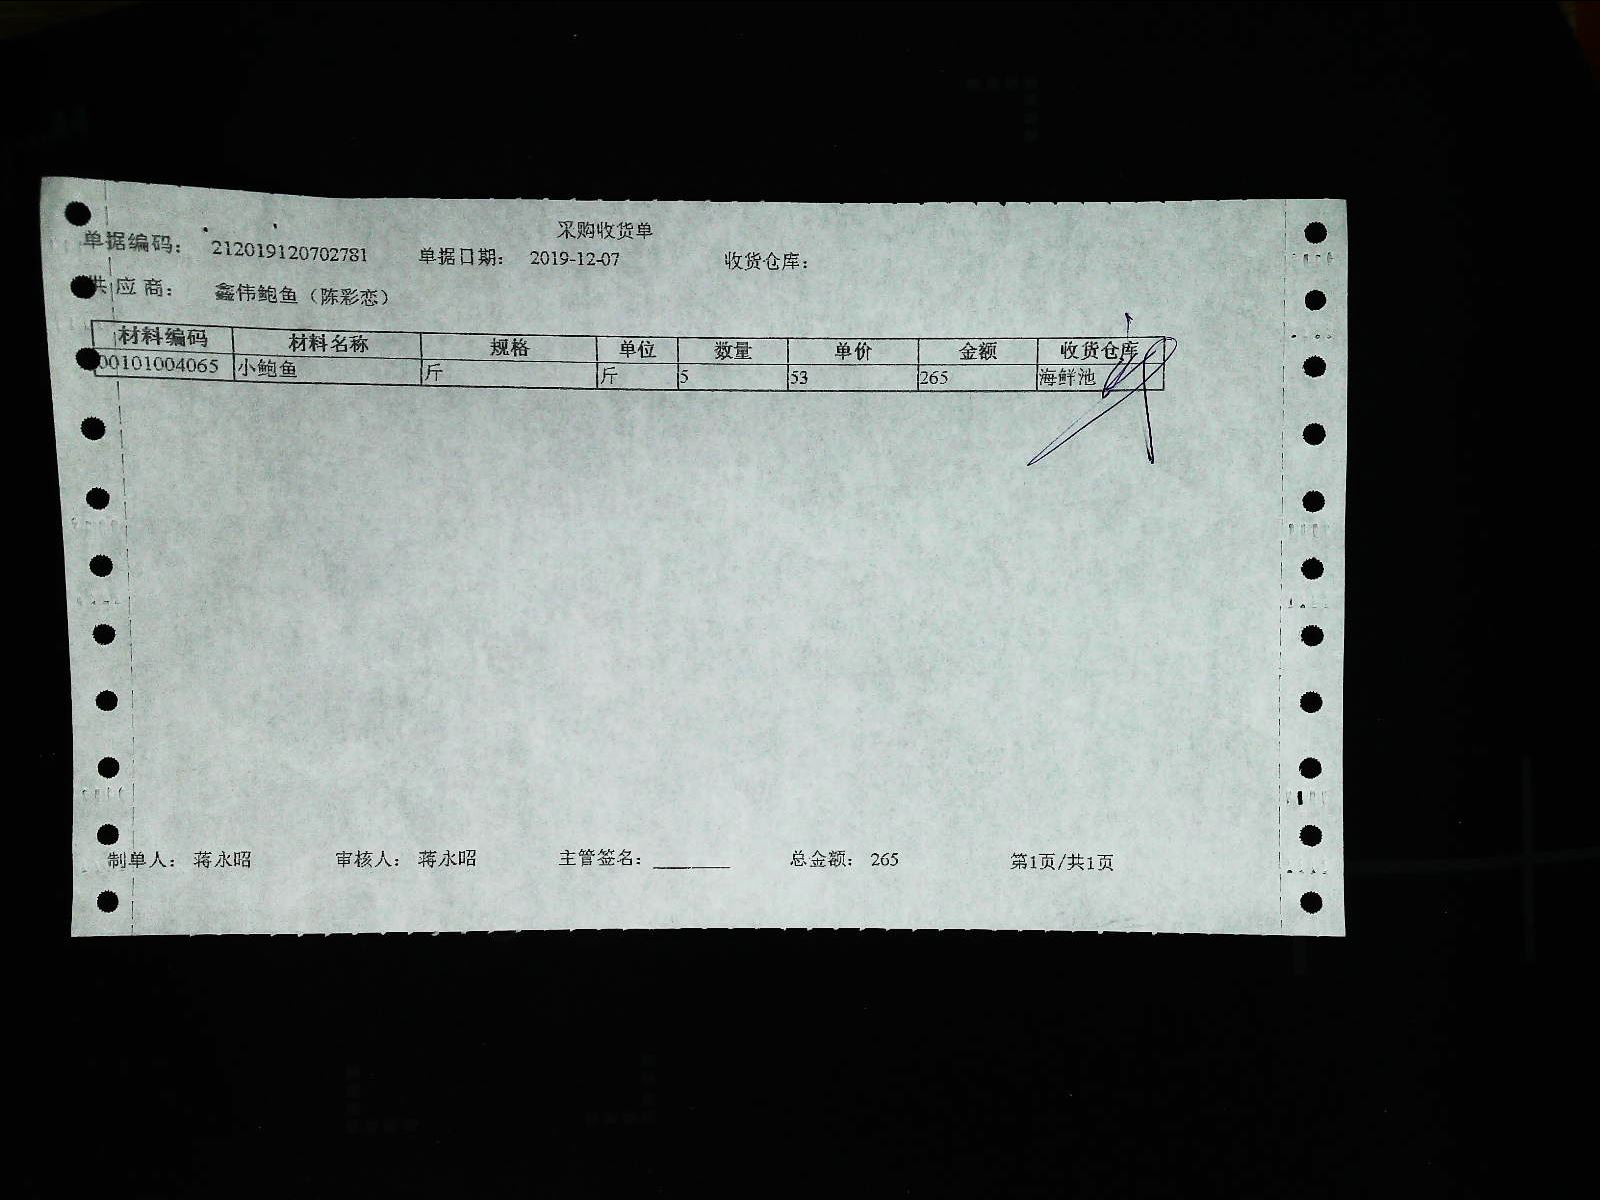 采购收货单
单据编码： 212019120702781 单据日期： 2019-12-07 收货仓库：
供应商： 鑫伟鲍鱼（陈彩恋）
材料编码 材料名称 规格 单位 数量 单价 金额 收货仓库
00101004065 小鲍鱼 斤 斤 5 53 265 海鲜池
制单人： 蒋永昭 审核人： 蒋永昭 主管签名：________ 总金额： 265 第1页/共1页